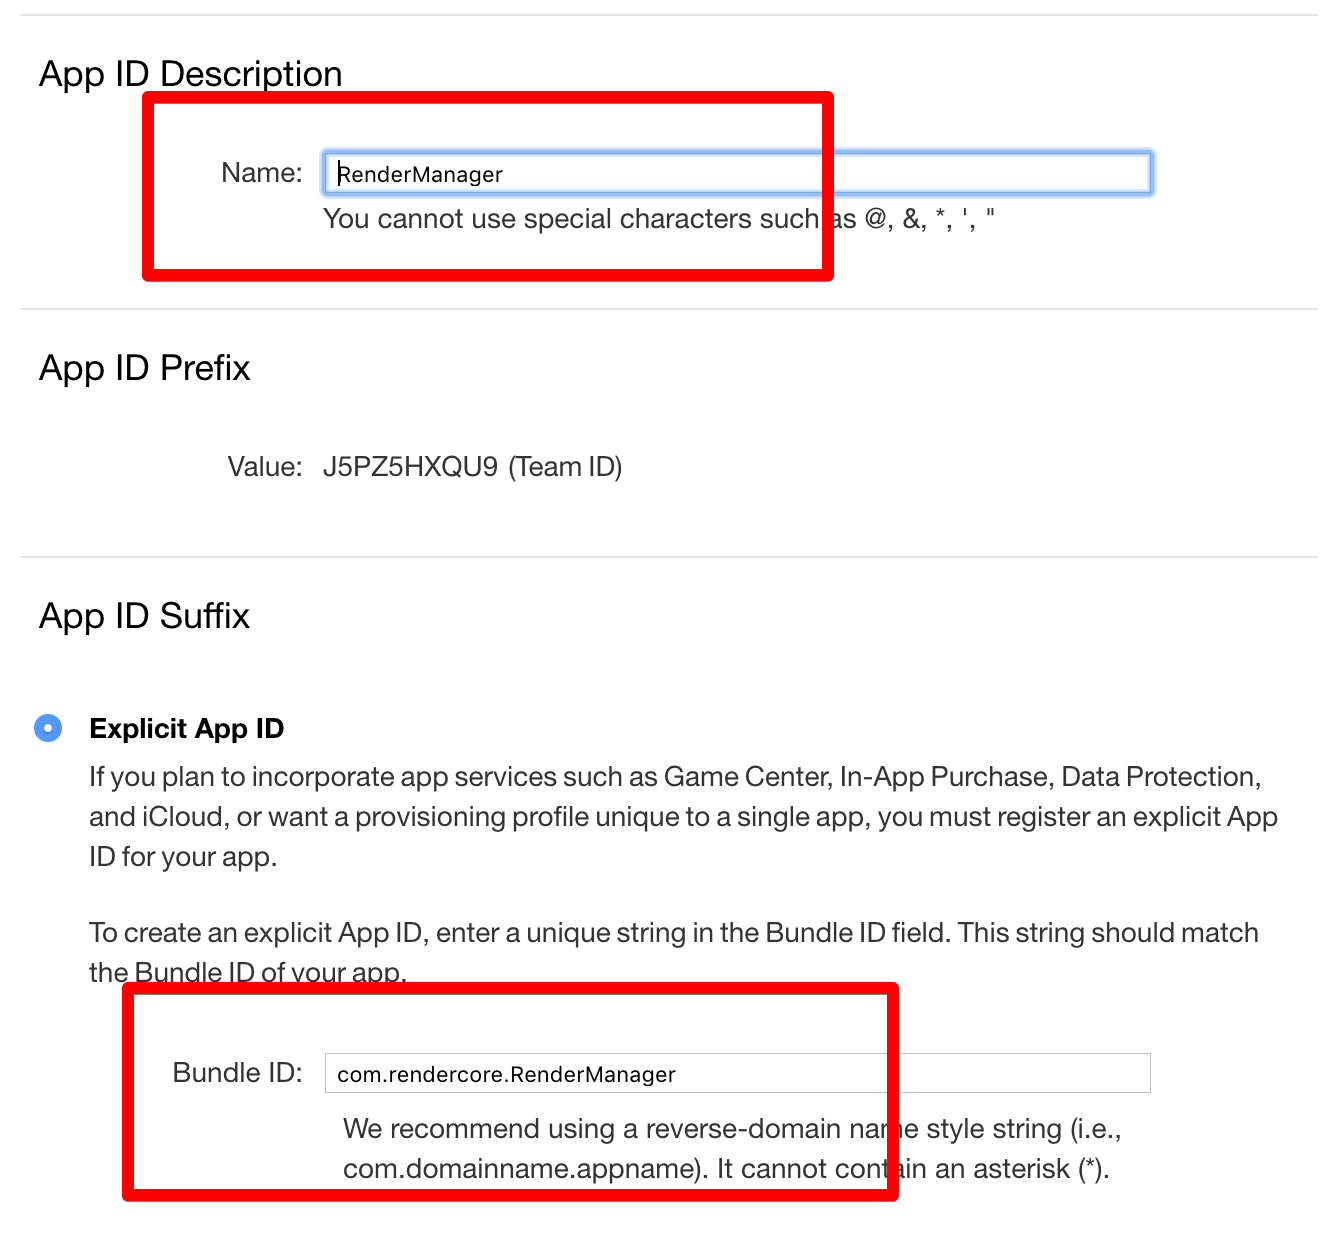 App ID Description
Name: RenderManager
You cannot use special characters such as @, &, *, ', "
App ID Prefix
Value: J5PZ5HXQU9 (Team ID)
App ID Suffix
Explicit App ID
If you plan to incorporate app services such as Game Center, In-App Purchase, Data Protection,
and iCloud, or want a provisioning profile unique to a single app, you must register an explicit App
ID for your app.
To create an explicit App ID, enter a unique string in the Bundle ID field. This string should match
the Bundle ID of your app.
Bundle ID: com.rendercore.RenderManager
We recommend using a reverse-domain name style string (i.e.,
com.domainname.appname). It cannot contain an asterisk (*).